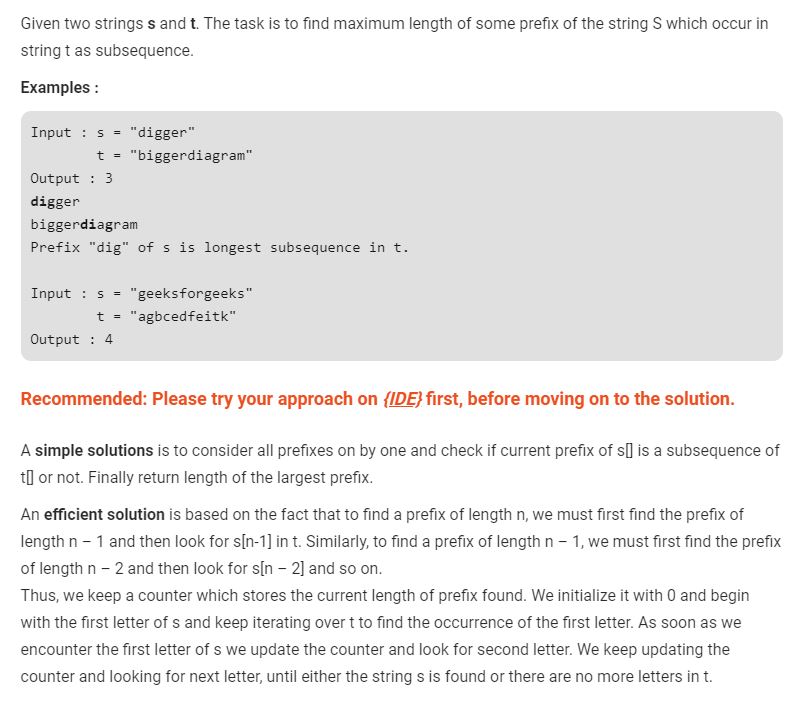 Given two strings s and t. The task is to find maximum length of some prefix of the string S which occur in
string t as subsequence.
Examples :
Input : s = "digger"
t = "biggerdiagram"
Output : 3
digger
biggerdiagram
Prefix "dig" of s is longest subsequence in t.
Input : s = "geeksforgeeks"
t = "agbcedfeitk"
Output : 4
Recommended: Please try your approach on {IDE} first, before moving on to the solution.
A simple solutions is to consider all prefixes on by one and check if current prefix of s[] is a subsequence of
t[] or not. Finally return length of the largest prefix.
An efficient solution is based on the fact that to find a prefix of length n, we must first find the prefix of
length n – 1 and then look for s[n-1] in t. Similarly, to find a prefix of length n – 1, we must first find the prefix
of length n – 2 and then look for s[n – 2] and so on.
Thus, we keep a counter which stores the current length of prefix found. We initialize it with 0 and begin
with the first letter of s and keep iterating over t to find the occurrence of the first letter. As soon as we
encounter the first letter of s we update the counter and look for second letter. We keep updating the
counter and looking for next letter, until either the string s is found or there are no more letters in t.